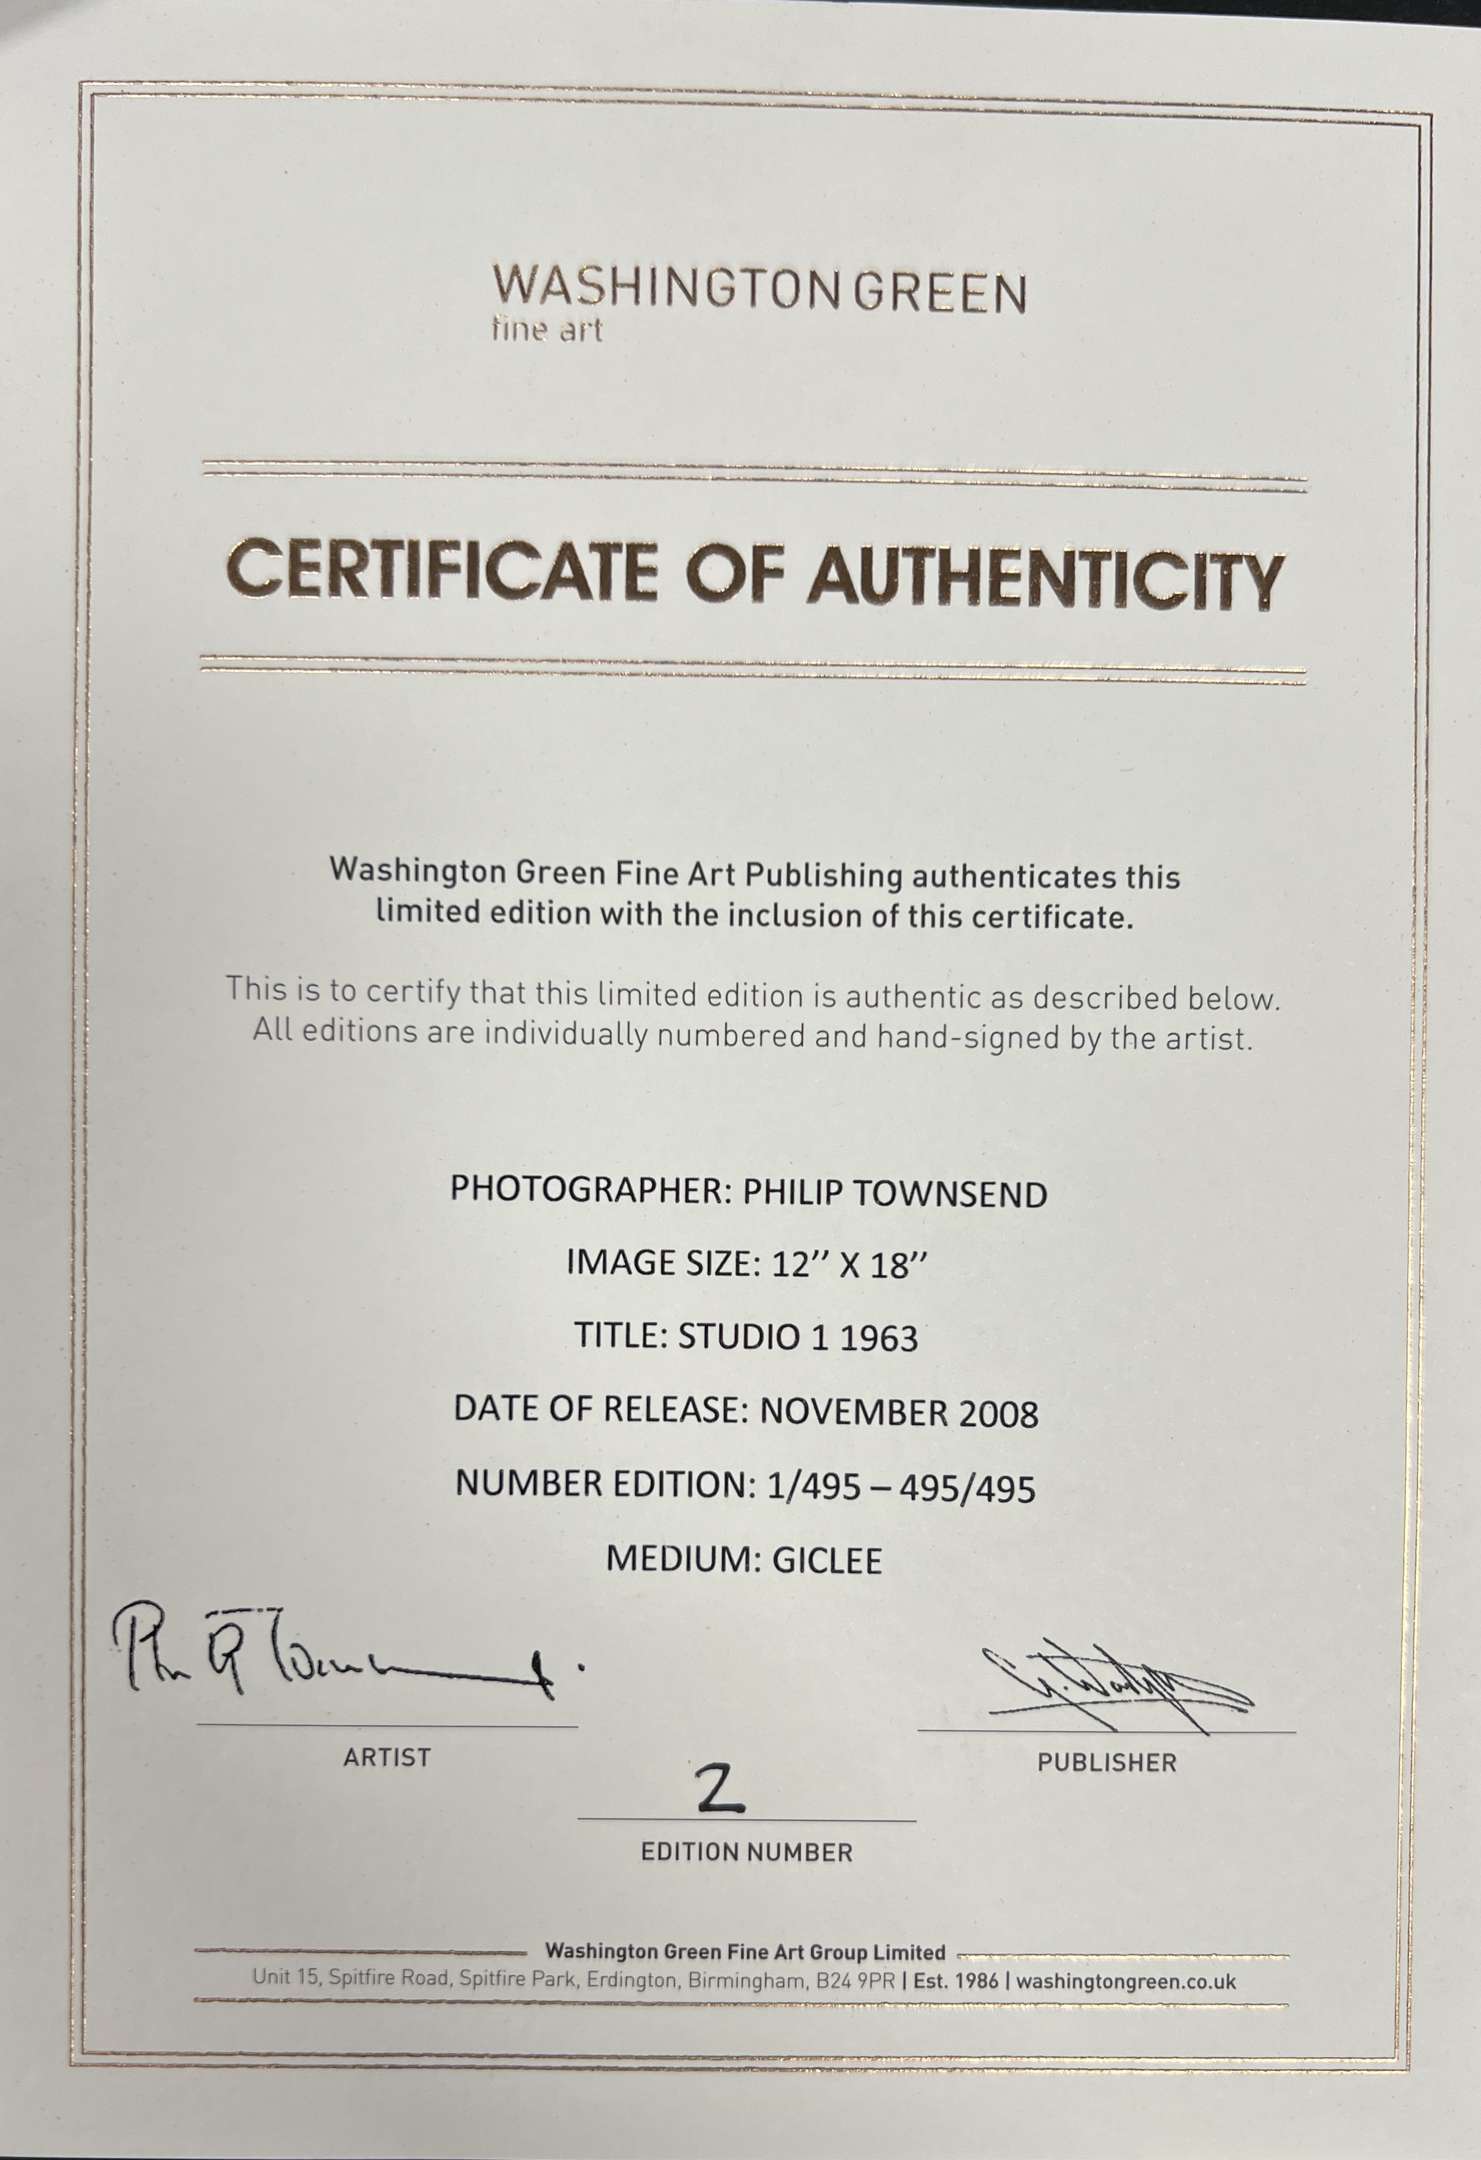 WASHINGTON GREEN
fine art
CERTIFICATE OF AUTHENTICITY
Washington Green Fine Art Publishing authenticates this
limited edition with the inclusion of this certificate.
This is to certify that this limited edition is authentic as described below.
All editions are individually numbered and hand-signed by the artist.
PHOTOGRAPHER: PHILIP TOWNSEND
IMAGE SIZE: 12’’ X 18’’
TITLE: STUDIO 1 1963
DATE OF RELEASE: NOVEMBER 2008
NUMBER EDITION: 1/495 – 495/495
MEDIUM: GICLEE
ARTIST
PUBLISHER
2
EDITION NUMBER
Washington Green Fine Art Group Limited
Unit 15, Spitfire Road, Spitfire Park, Erdington, Birmingham, B24 9PR | Est. 1986 | washingtongreen.co.uk